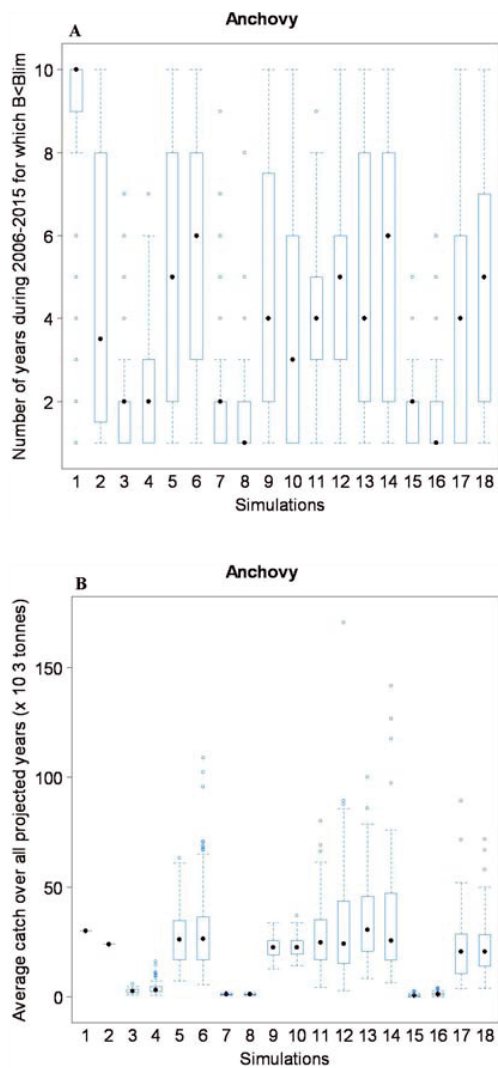 Anchovy
A
Number of years during 2006-2015 for which B<Blim
10
8
6
4
2
1 2 3 4 5 6 7 8 9 10 11 12 13 14 15 16 17 18
Simulations
Anchovy
B
Average catch over all projected years (x 10 3 tonnes)
150
100
50
0
1 2 3 4 5 6 7 8 9 10 11 12 13 14 15 16 17 18
Simulations